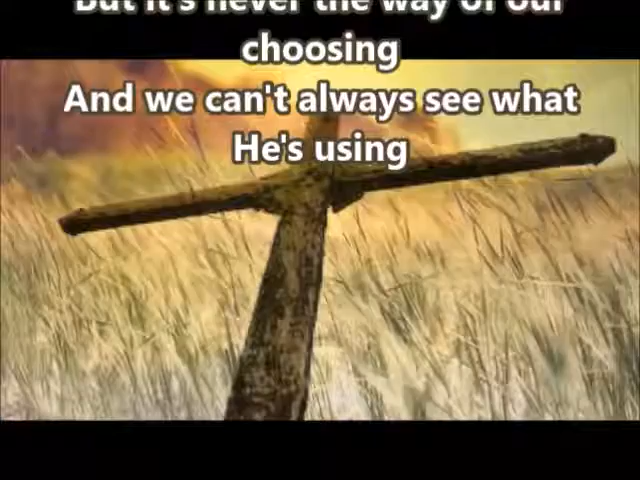 But it's never the way of our
choosing
And we can't always see what
He's using